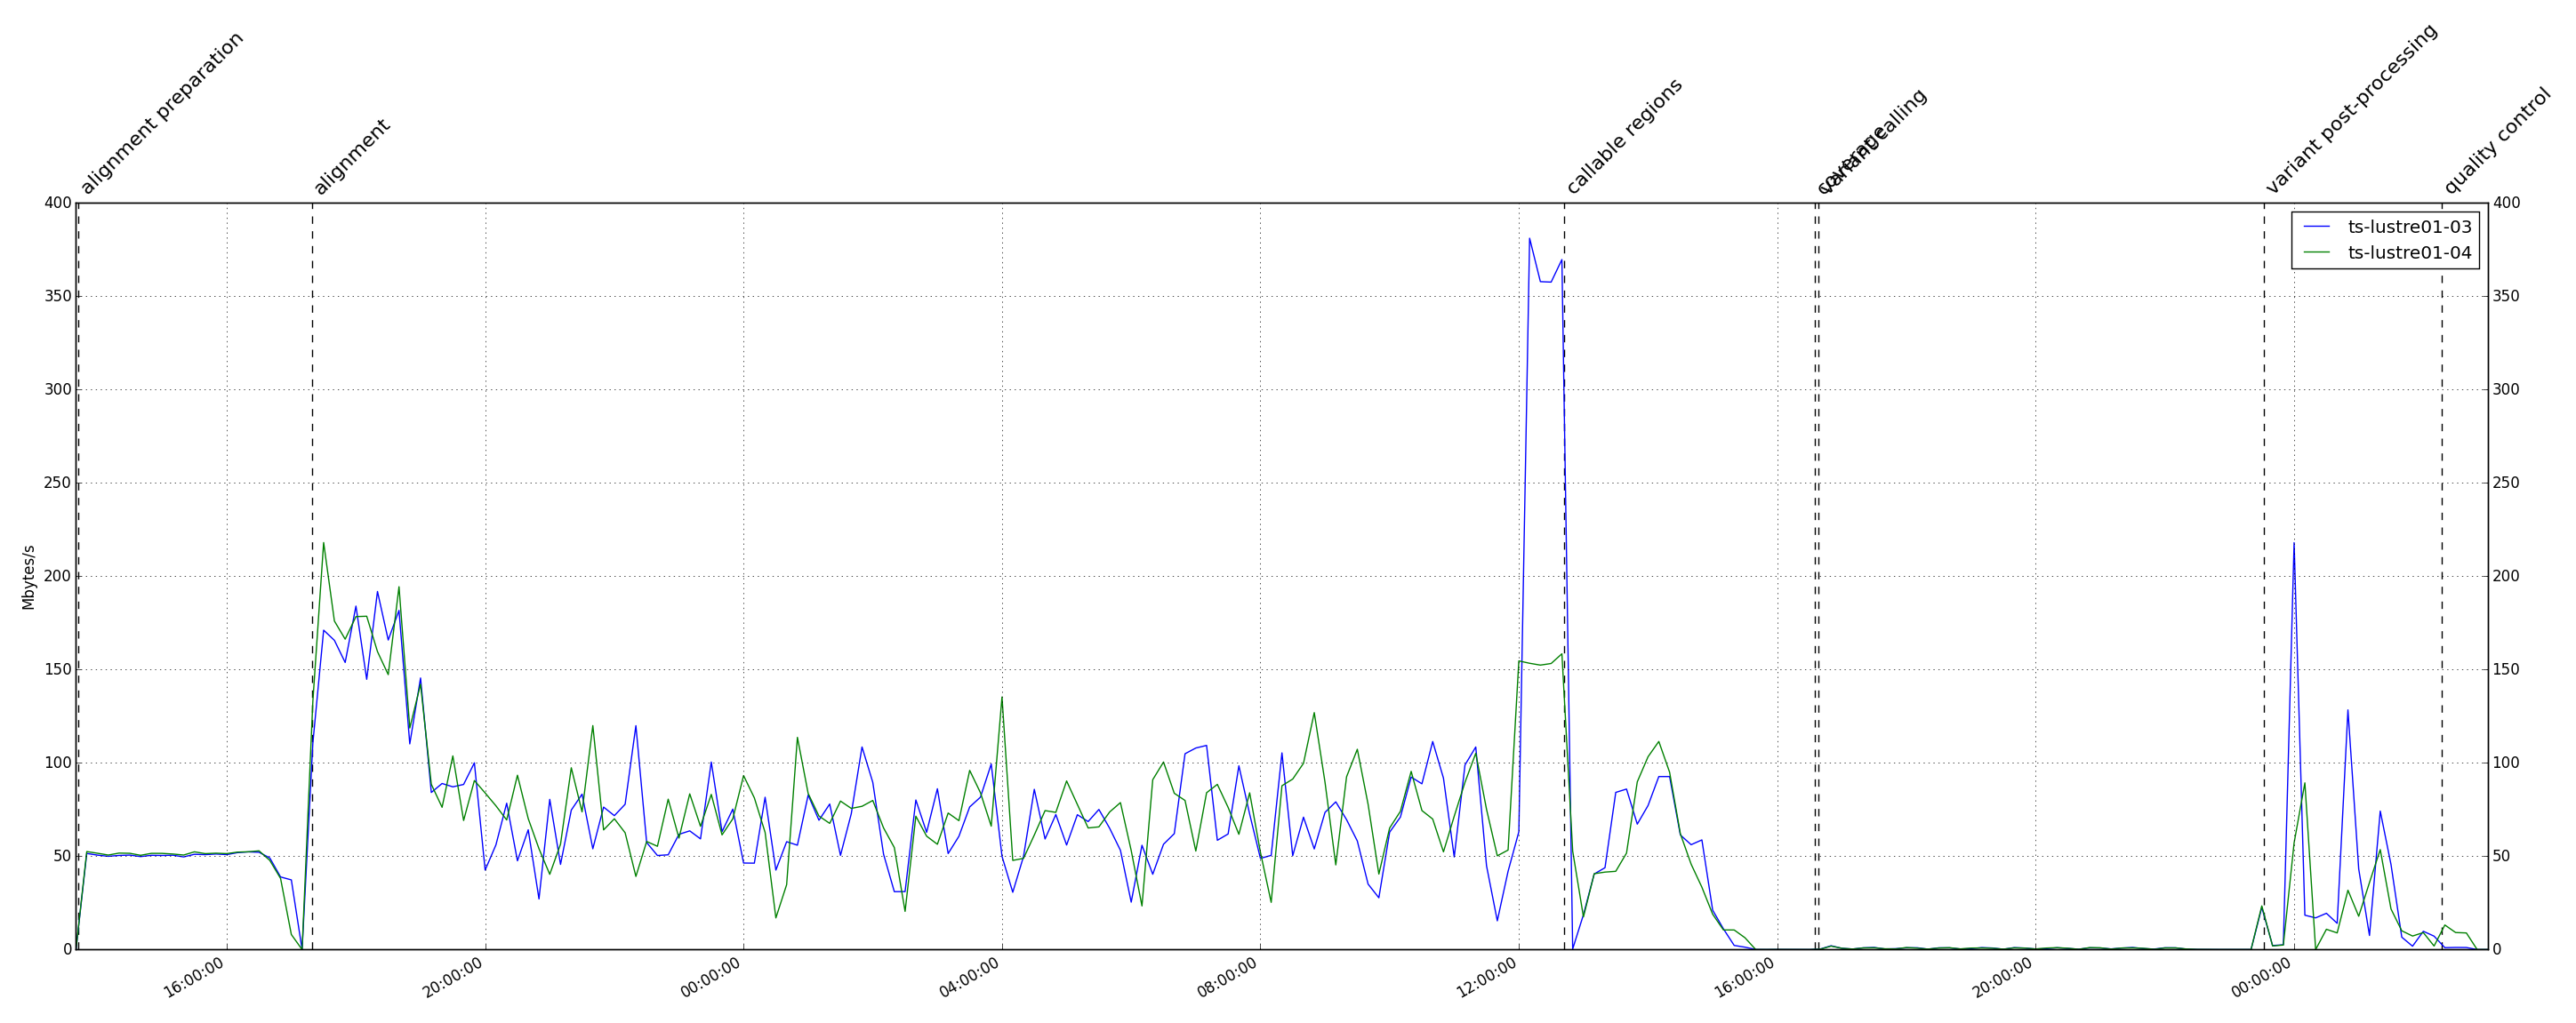 alignment preparation
alignment
callable regions
coverage
variant calling
variant post-processing
quality control
400
350
300
250
200
150
100
50
0
Mbytes/s
400
350
300
250
200
150
100
50
0
ts-lustre01-03
ts-lustre01-04
16:00:00
20:00:00
00:00:00
04:00:00
08:00:00
12:00:00
16:00:00
20:00:00
00:00:00